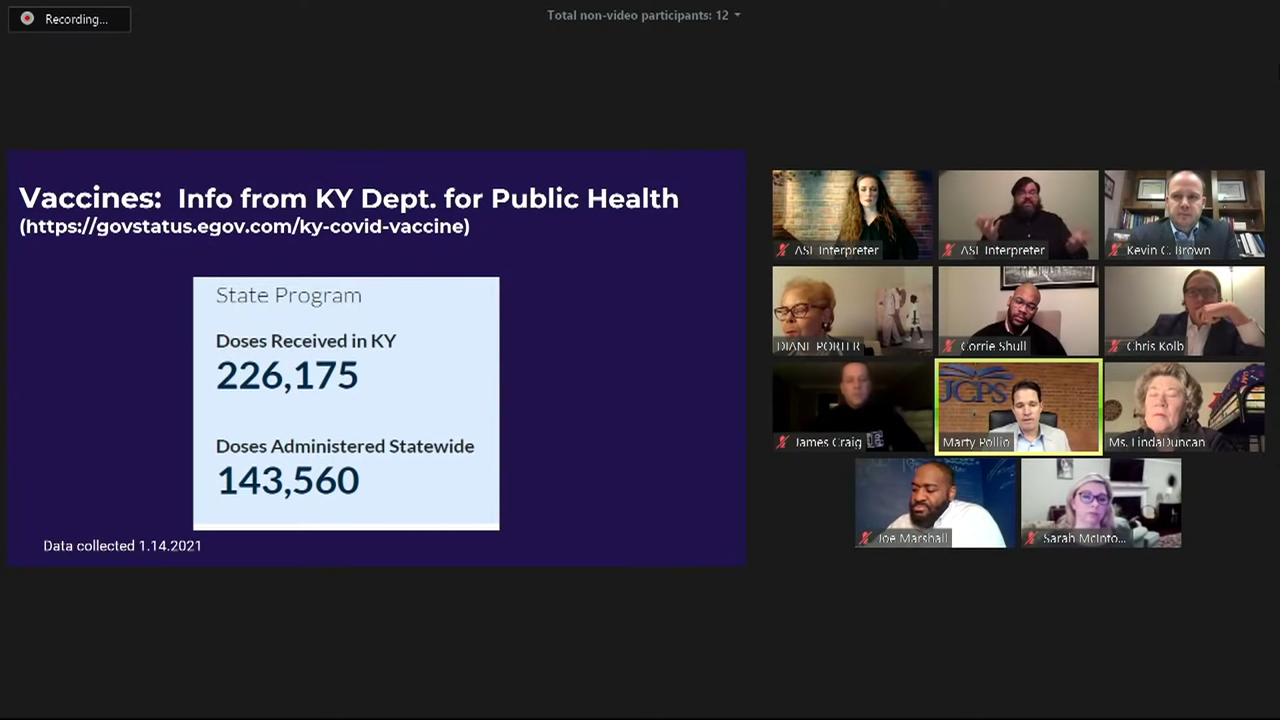 Recording...
Total non-video participants: 12
Vaccines: Info from KY Dept. for Public Health
(https://govstatus.egov.com/ky-covid-vaccine)
State Program
Doses Received in KY
226,175
Doses Administered Statewide
143,560
Data collected 1.14.2021
ASL Interpreter
ASL Interpreter
Kevin C. Brown
DIANE PORTER
Corrie Shull
Chris Kolb
James Craig
JCPS
Marty Pollio
Ms. LindaDuncan
Joe Marshall
Sarah McInto...